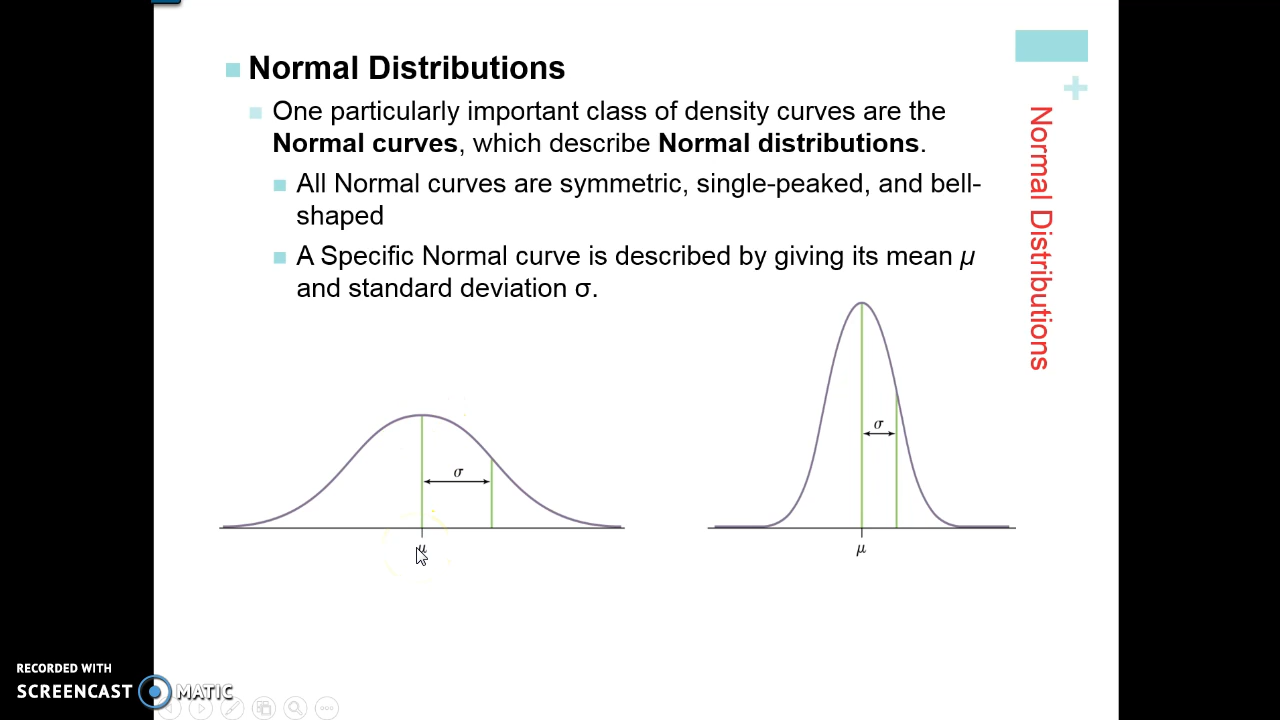 Normal Distributions
One particularly important class of density curves are the
Normal curves, which describe Normal distributions.
All Normal curves are symmetric, single-peaked, and bell-
shaped
A Specific Normal curve is described by giving its mean μ
and standard deviation σ.
Normal Distributions
σ
μ
σ
μ
RECORDED WITH
SCREENCAST MATIC